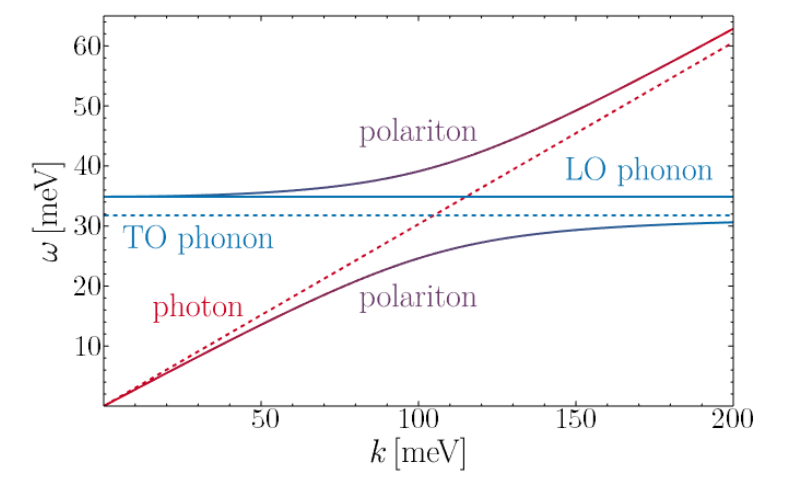 60
50
40
30
20
10
ω [meV]
polariton
LO phonon
TO phonon
photon
polariton
50
100
150
200
k [meV]